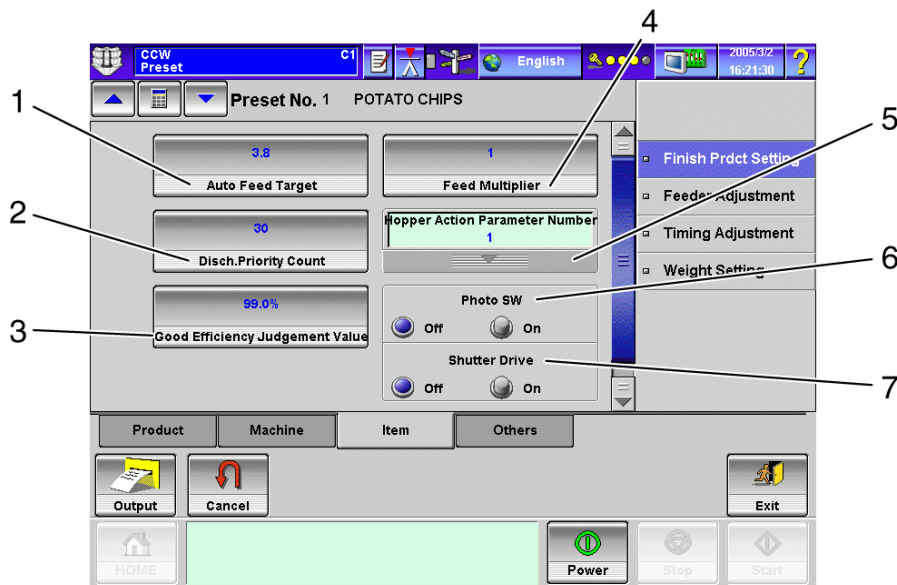 4
CCW C1
Preset
English
2005/3/2
16:21:30
?
1
Preset No. 1 POTATO CHIPS
5
3.8
Auto Feed Target
1
Feed Multiplier
Finish Prdct Setting
Feeder Adjustment
2
30
Disch.Priority Count
Hopper Action Parameter Number
1
Timing Adjustment
6
Weight Setting
3
99.0%
Good Efficiency Judgement Value
Photo SW
Off On
Shutter Drive
7
Off On
Product Machine Item Others
Output Cancel Exit
HOME Power Stop Start